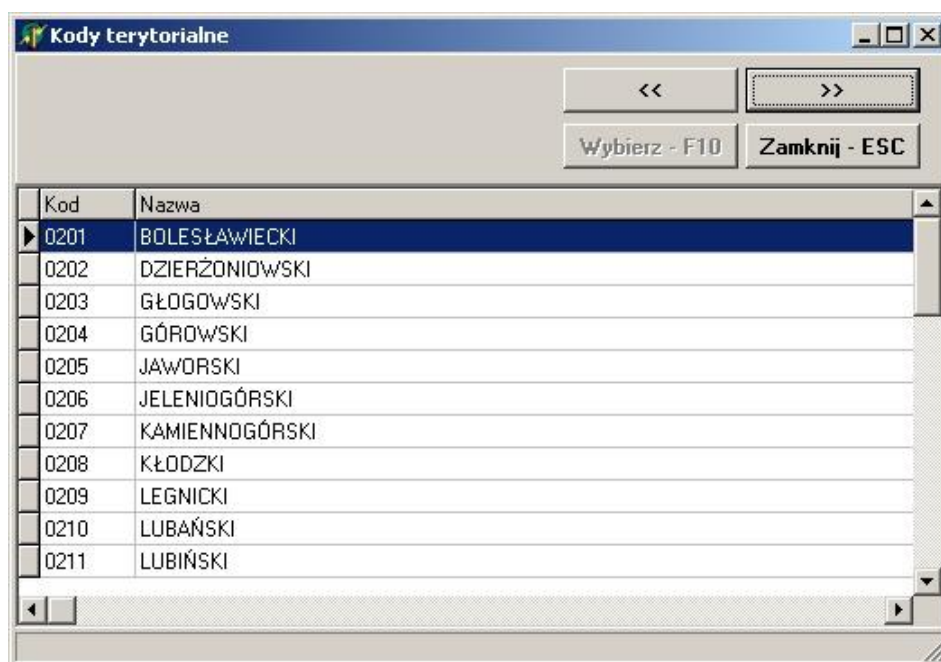 Kody terytorialne
<< >>
Wybierz - F10 Zamknij - ESC
Kod Nazwa
0201 BOLESŁAWIECKI
0202 DZIERŻONIOWSKI
0203 GŁOGOWSKI
0204 GÓROWSKI
0205 JAWORSKI
0206 JELENIOGÓRSKI
0207 KAMIENNOGÓRSKI
0208 KŁODZKI
0209 LEGNICKI
0210 LUBAŃSKI
0211 LUBIŃSKI